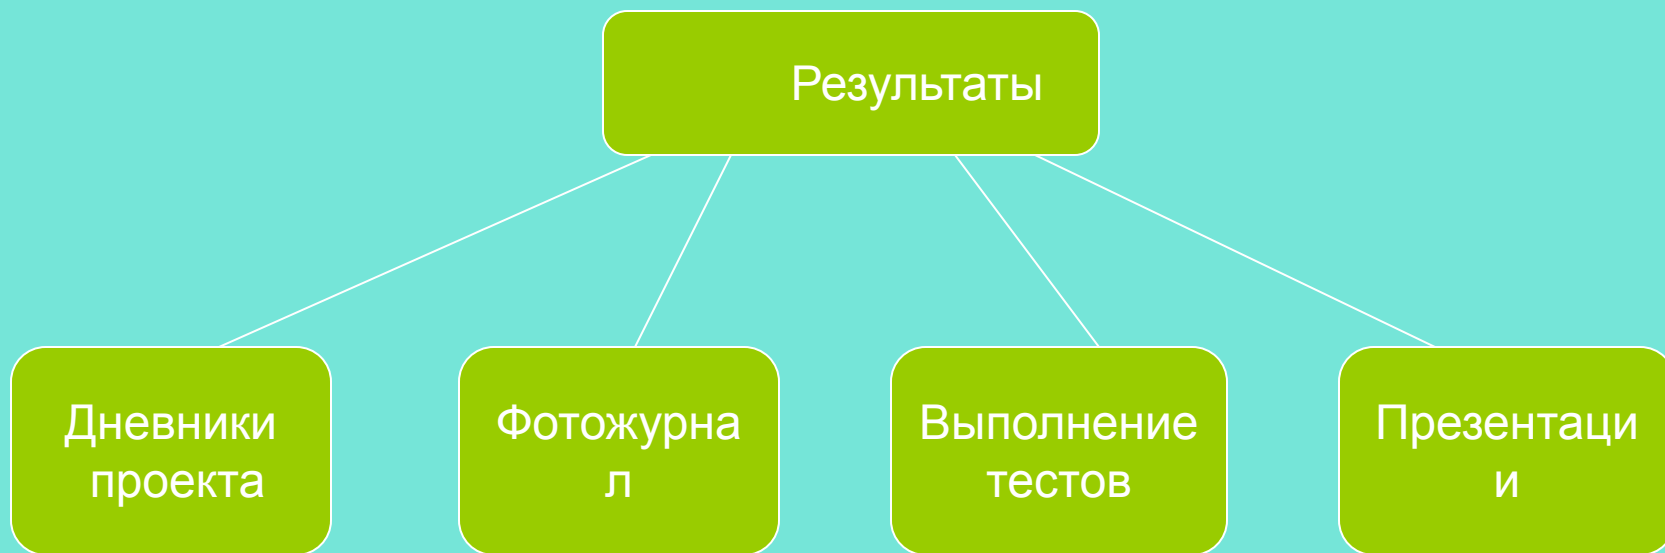 Результаты
Дневники
проекта
Фотожурна
л
Выполнение
тестов
Презентаци
и